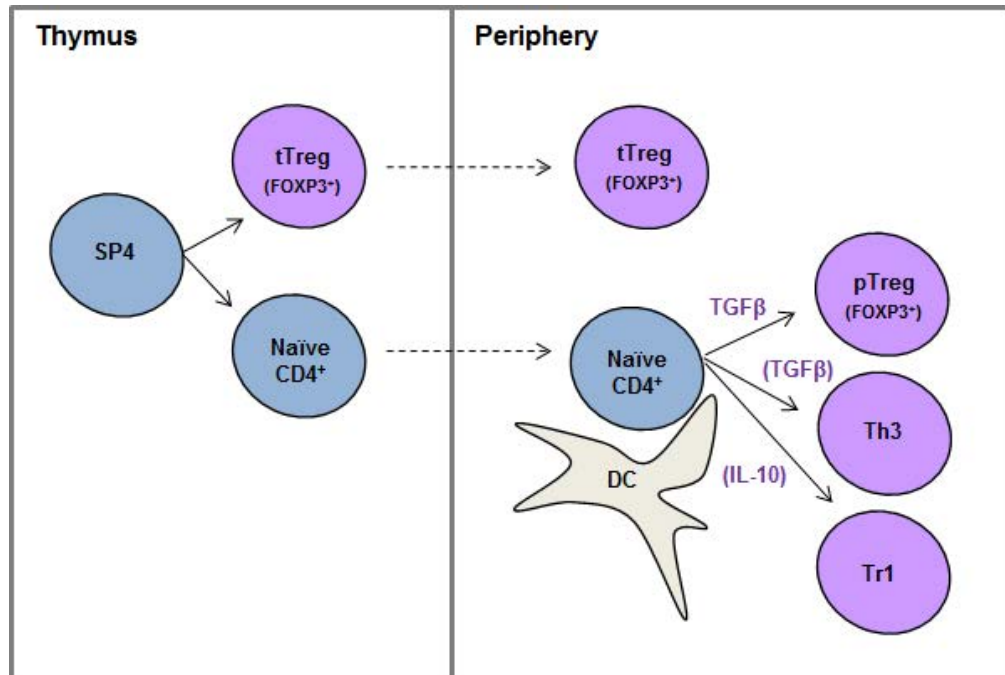 Thymus
tTreg
(FOXP3⁺)
SP4
Naïve
CD4⁺
Periphery
tTreg
(FOXP3⁺)
Naïve
CD4⁺
DC
TGFβ
(TGFβ)
(IL-10)
pTreg
(FOXP3⁺)
Th3
Tr1